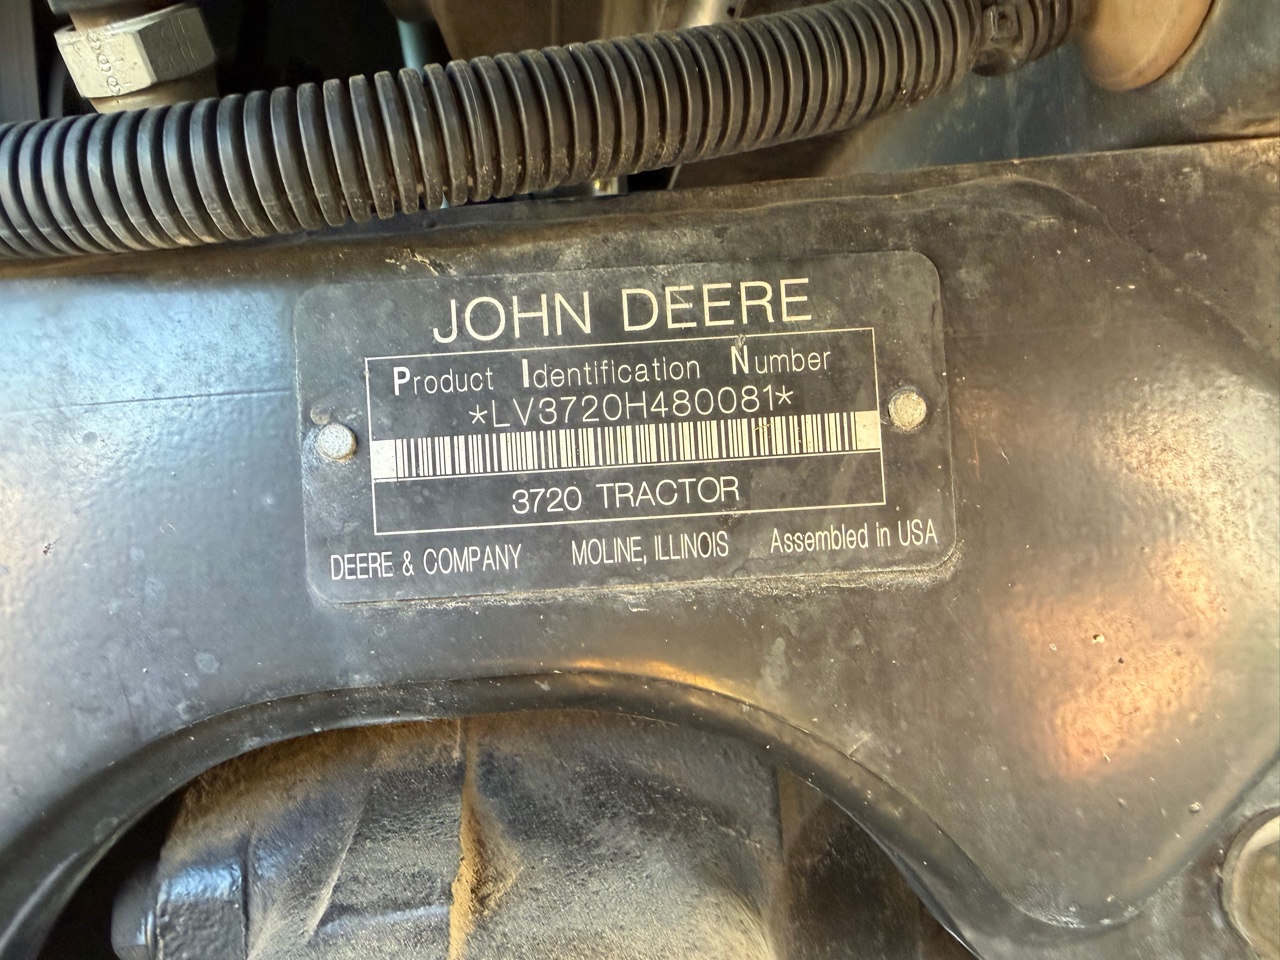 JOHN DEERE
Product Identification Number
*LV3720H480081*
3720 TRACTOR
DEERE & COMPANY MOLINE, ILLINOIS Assembled in USA